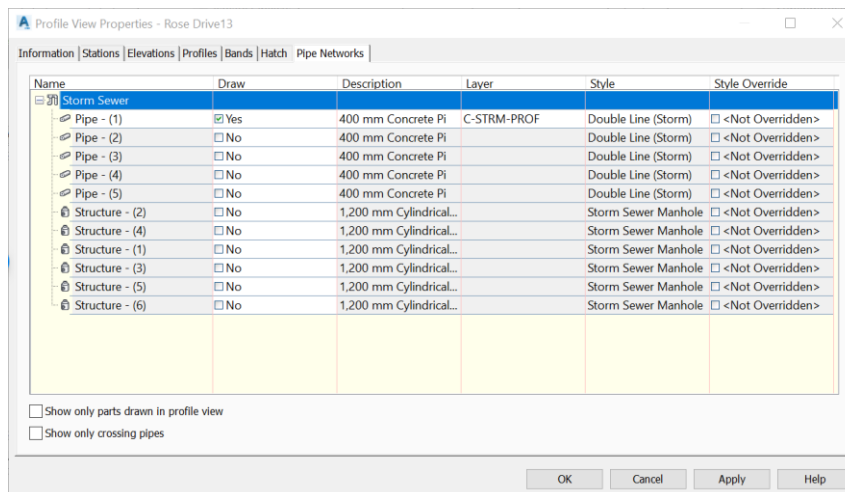 Profile View Properties - Rose Drive13
Information Stations Elevations Profiles Bands Hatch Pipe Networks
Name Draw Description Layer Style Style Override
Storm Sewer
Pipe - (1) Yes 400 mm Concrete Pi C-STRM-PROF Double Line (Storm) <Not Overridden>
Pipe - (2) No 400 mm Concrete Pi Double Line (Storm) <Not Overridden>
Pipe - (3) No 400 mm Concrete Pi Double Line (Storm) <Not Overridden>
Pipe - (4) No 400 mm Concrete Pi Double Line (Storm) <Not Overridden>
Pipe - (5) No 400 mm Concrete Pi Double Line (Storm) <Not Overridden>
Structure - (2) No 1,200 mm Cylindrical... Storm Sewer Manhole <Not Overridden>
Structure - (4) No 1,200 mm Cylindrical... Storm Sewer Manhole <Not Overridden>
Structure - (1) No 1,200 mm Cylindrical... Storm Sewer Manhole <Not Overridden>
Structure - (3) No 1,200 mm Cylindrical... Storm Sewer Manhole <Not Overridden>
Structure - (5) No 1,200 mm Cylindrical... Storm Sewer Manhole <Not Overridden>
Structure - (6) No 1,200 mm Cylindrical... Storm Sewer Manhole <Not Overridden>
Show only parts drawn in profile view
Show only crossing pipes
OK Cancel Apply Help